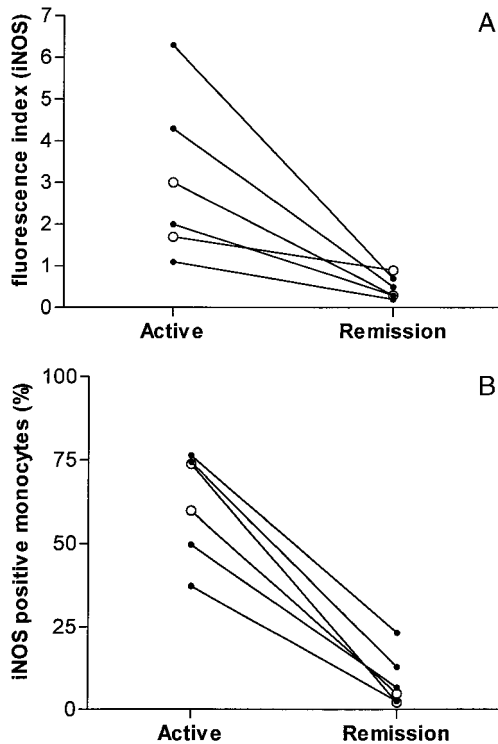 A
fluorescence index (iNOS)
7
6
5
4
3
2
1
0
Active Remission
B
iNOS positive monocytes (%)
100
75
50
25
0
Active Remission